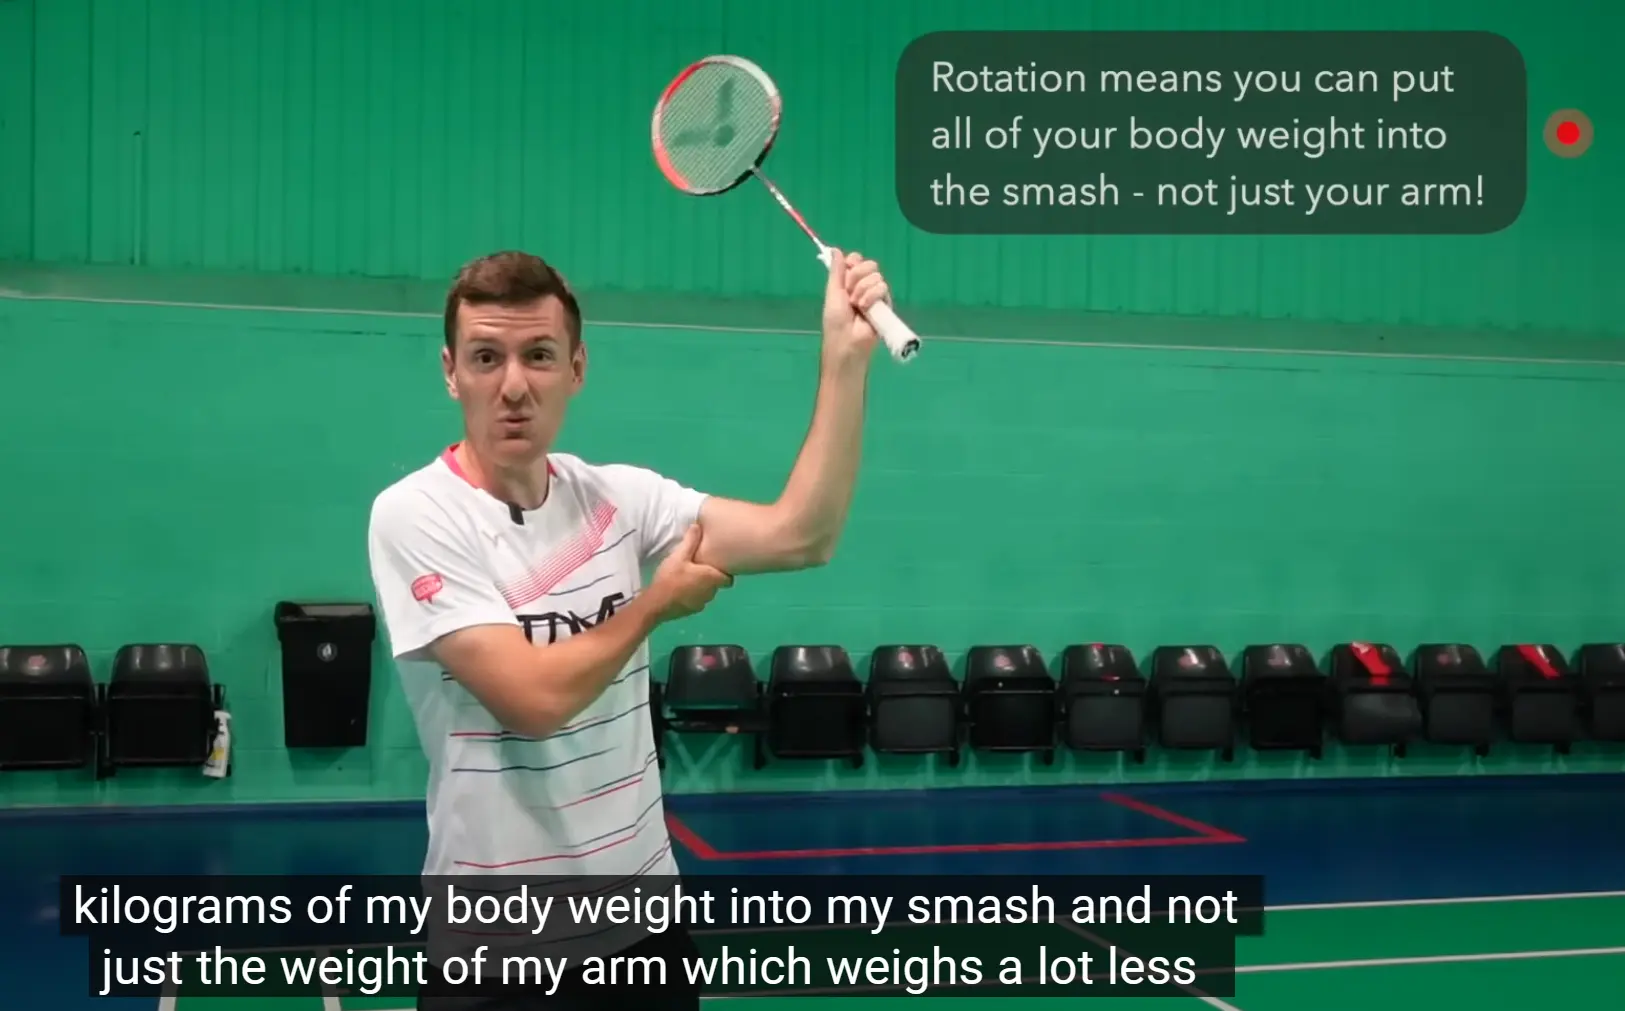 Rotation means you can put
all of your body weight into
the smash - not just your arm!
kilograms of my body weight into my smash and not
just the weight of my arm which weighs a lot less